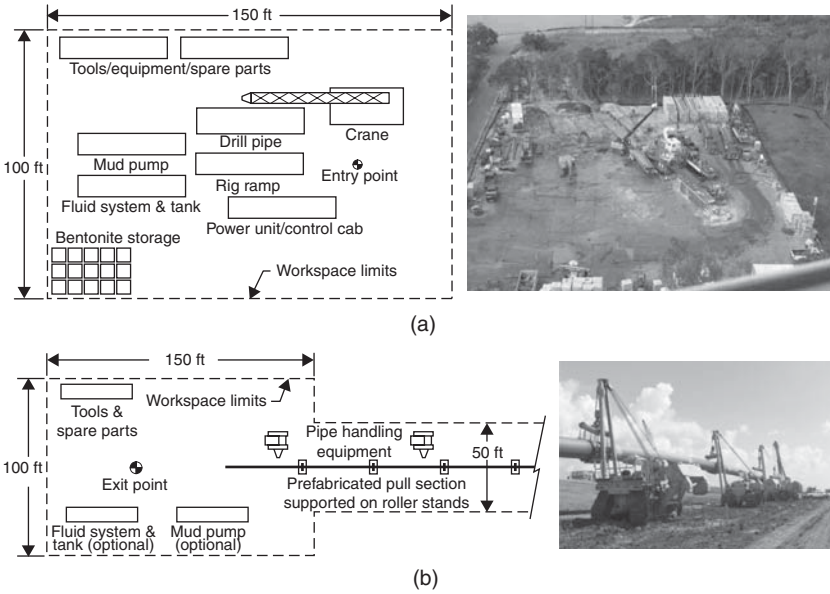 150 ft
Tools/equipment/spare parts
Crane
Drill pipe
100 ft
Mud pump
Entry point
Rig ramp
Fluid system & tank
Power unit/control cab
Bentonite storage
Workspace limits
(a)
150 ft
Workspace limits
Tools &
spare parts
Pipe handling
equipment
100 ft
50 ft
Exit point
Prefabricated pull section
supported on roller stands
Fluid system &
tank (optional)
Mud pump
(optional)
(b)